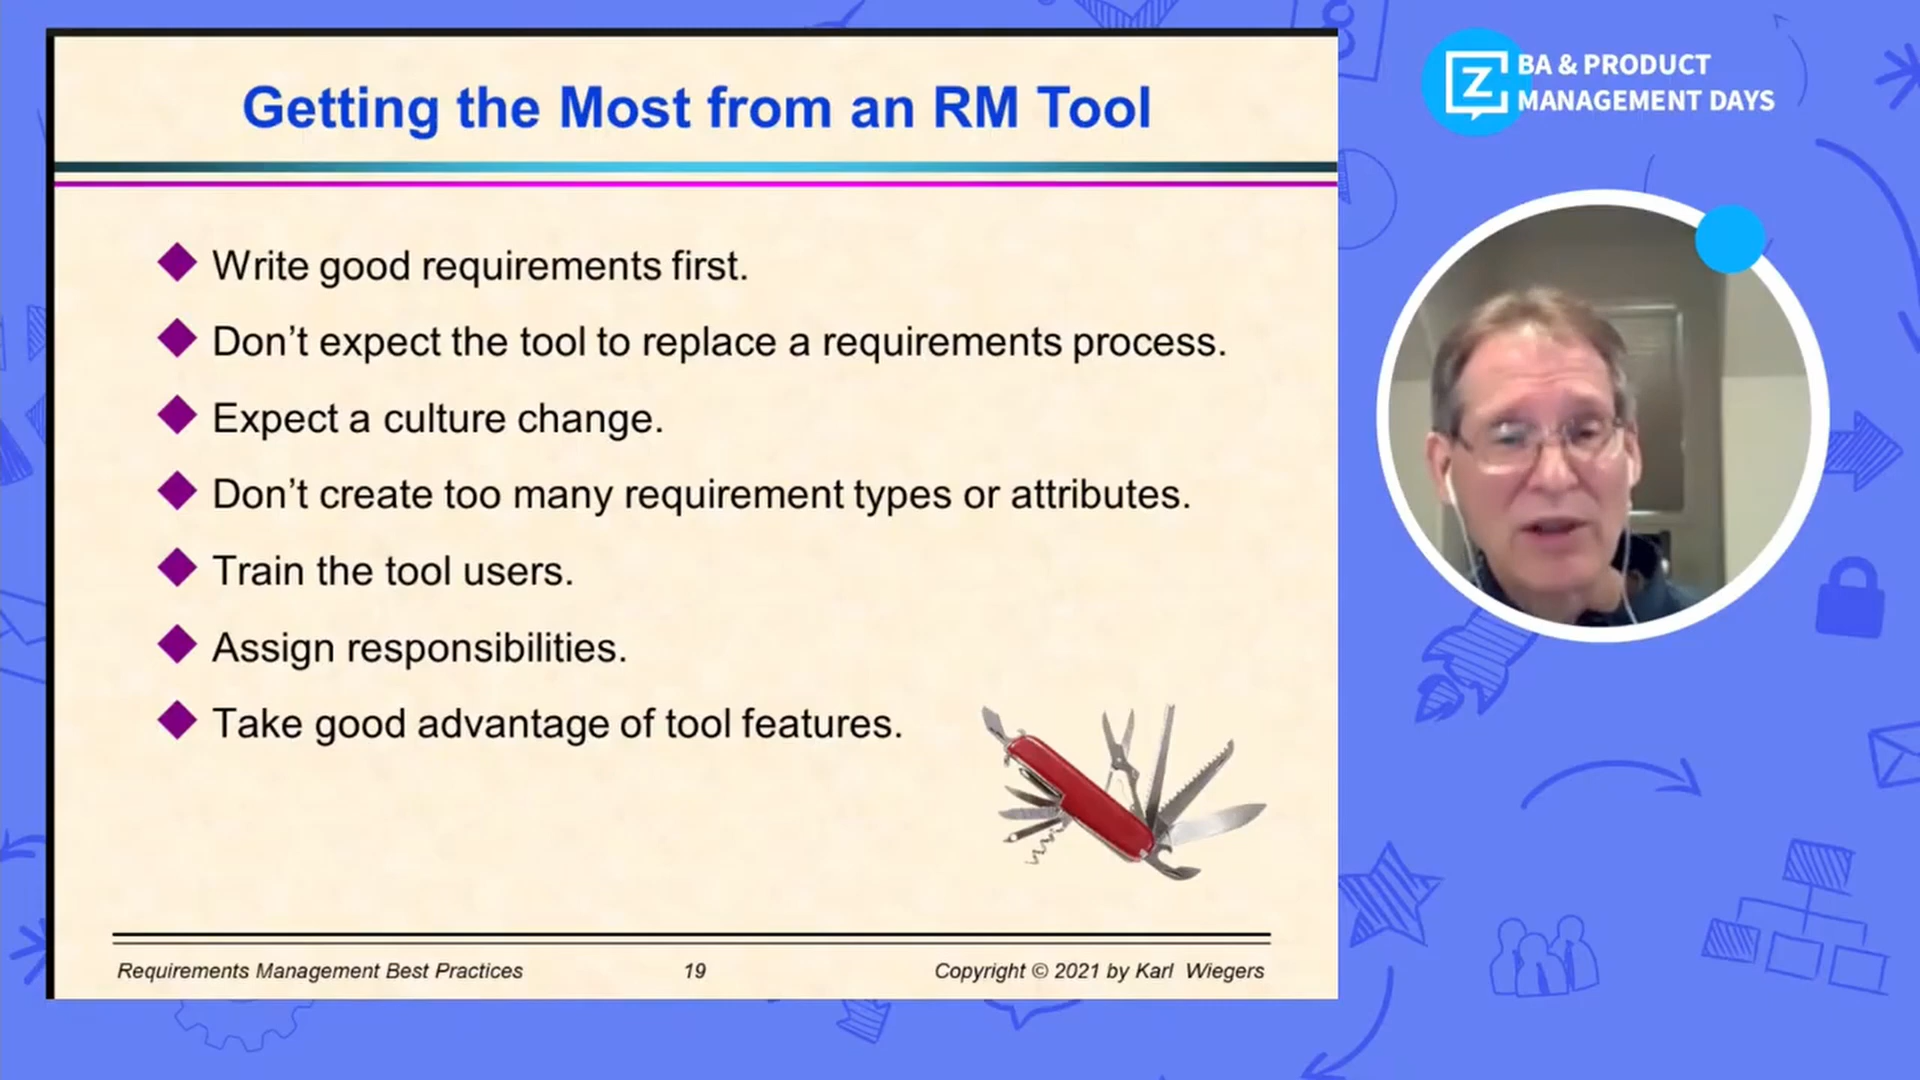 Getting the Most from an RM Tool
Write good requirements first.
Don’t expect the tool to replace a requirements process.
Expect a culture change.
Don’t create too many requirement types or attributes.
Train the tool users.
Assign responsibilities.
Take good advantage of tool features.
Requirements Management Best Practices
19
Copyright © 2021 by Karl Wiegers
Z
BA & PRODUCT
MANAGEMENT DAYS